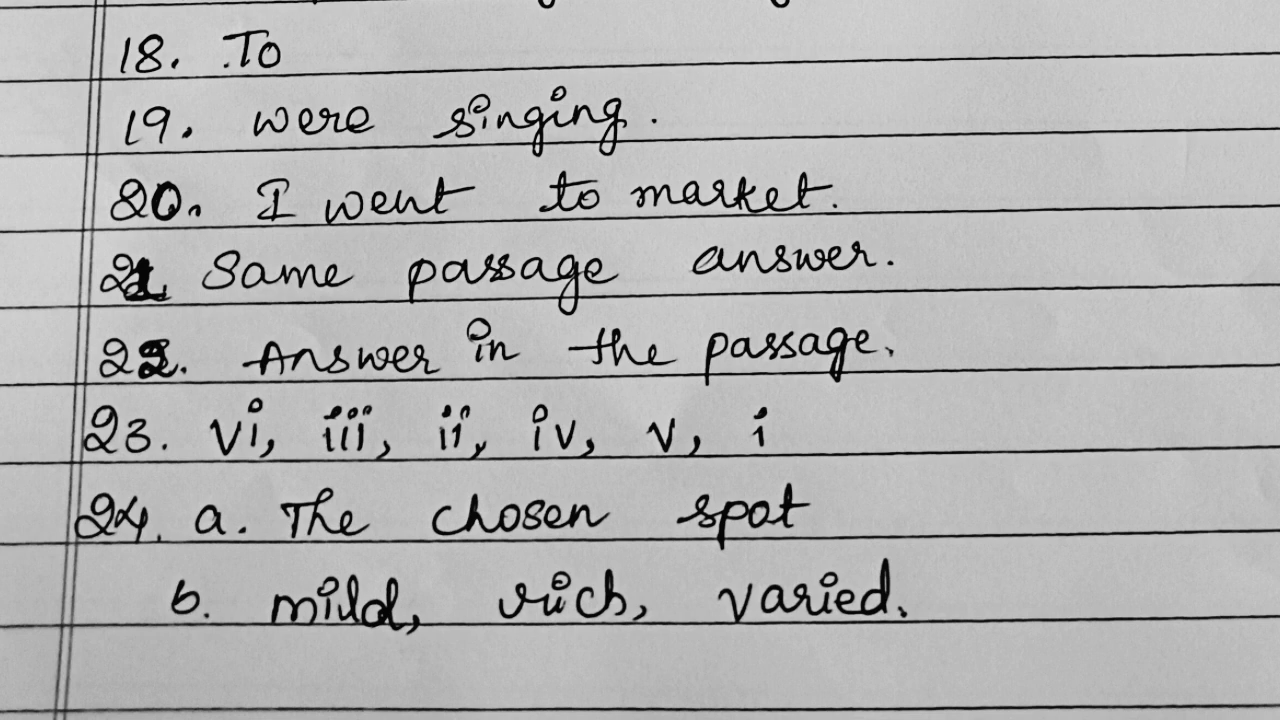 18. To
19. were singing.
20. I went to market.
21. Same passage answer.
22. Answer in the passage.
23. vi, iii, ii, iv, v, i
24. a. The chosen spot
b. mild, rich, varied.